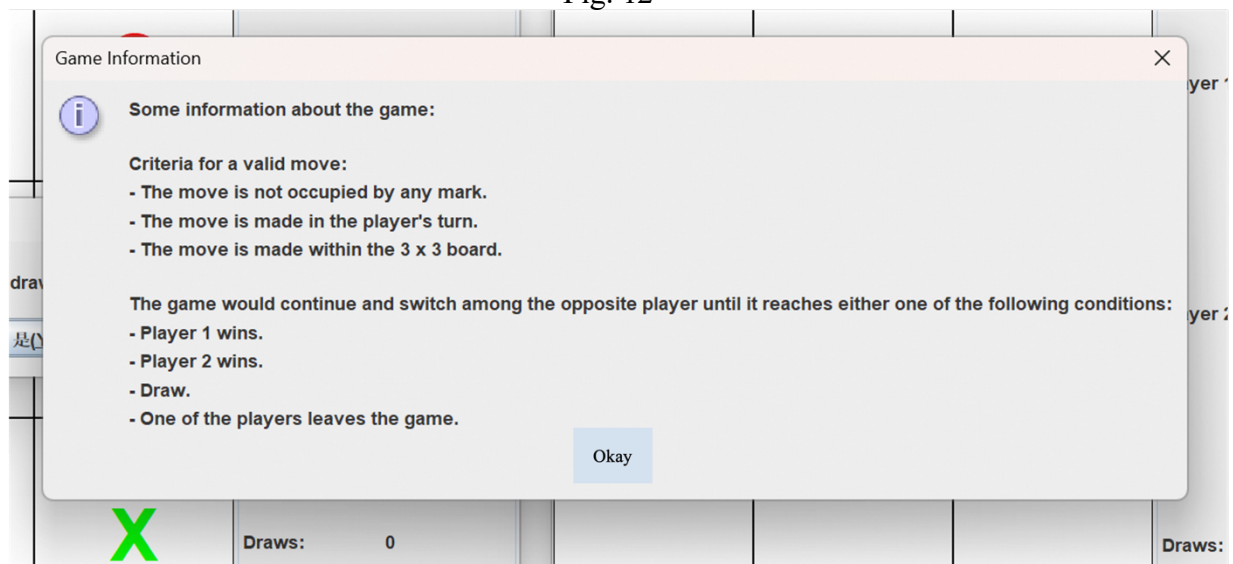 Fig. 12
Game Information
Some information about the game:
Criteria for a valid move:
- The move is not occupied by any mark.
- The move is made in the player's turn.
- The move is made within the 3 x 3 board.
The game would continue and switch among the opposite player until it reaches either one of the following conditions:
- Player 1 wins.
- Player 2 wins.
- Draw.
- One of the players leaves the game.
Okay
是(Y
X
Draws: 0
Draws: